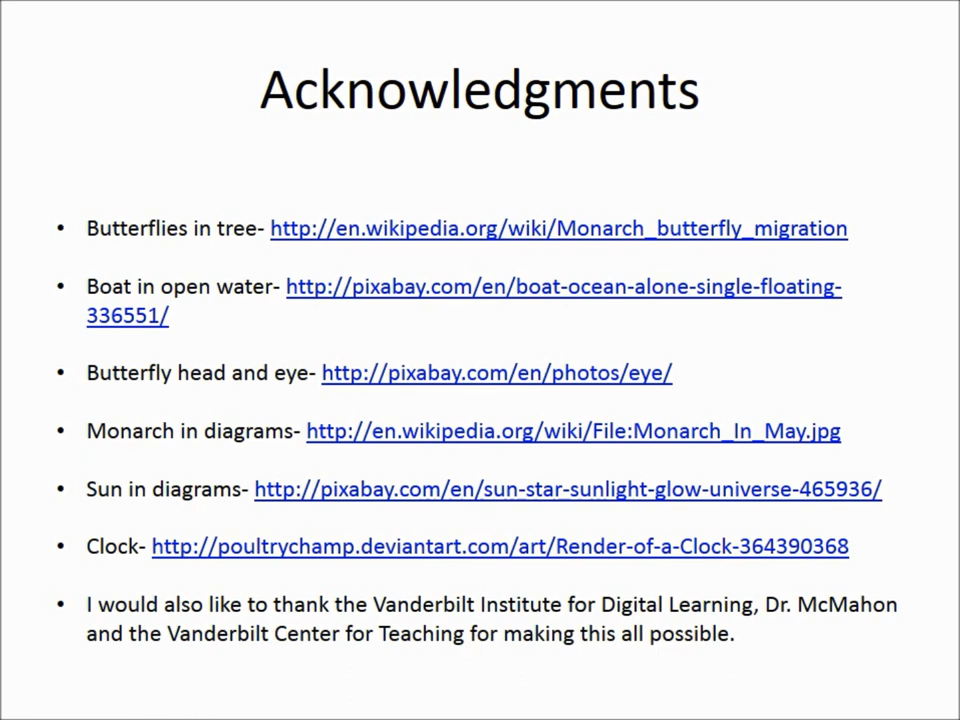 Acknowledgments
• Butterflies in tree- http://en.wikipedia.org/wiki/Monarch_butterfly_migration
• Boat in open water- http://pixabay.com/en/boat-ocean-alone-single-floating-
336551/
• Butterfly head and eye- http://pixabay.com/en/photos/eye/
• Monarch in diagrams- http://en.wikipedia.org/wiki/File:Monarch_In_May.jpg
• Sun in diagrams- http://pixabay.com/en/sun-star-sunlight-glow-universe-465936/
• Clock- http://poultrychamp.deviantart.com/art/Render-of-a-Clock-364390368
• I would also like to thank the Vanderbilt Institute for Digital Learning, Dr. McMahon
and the Vanderbilt Center for Teaching for making this all possible.